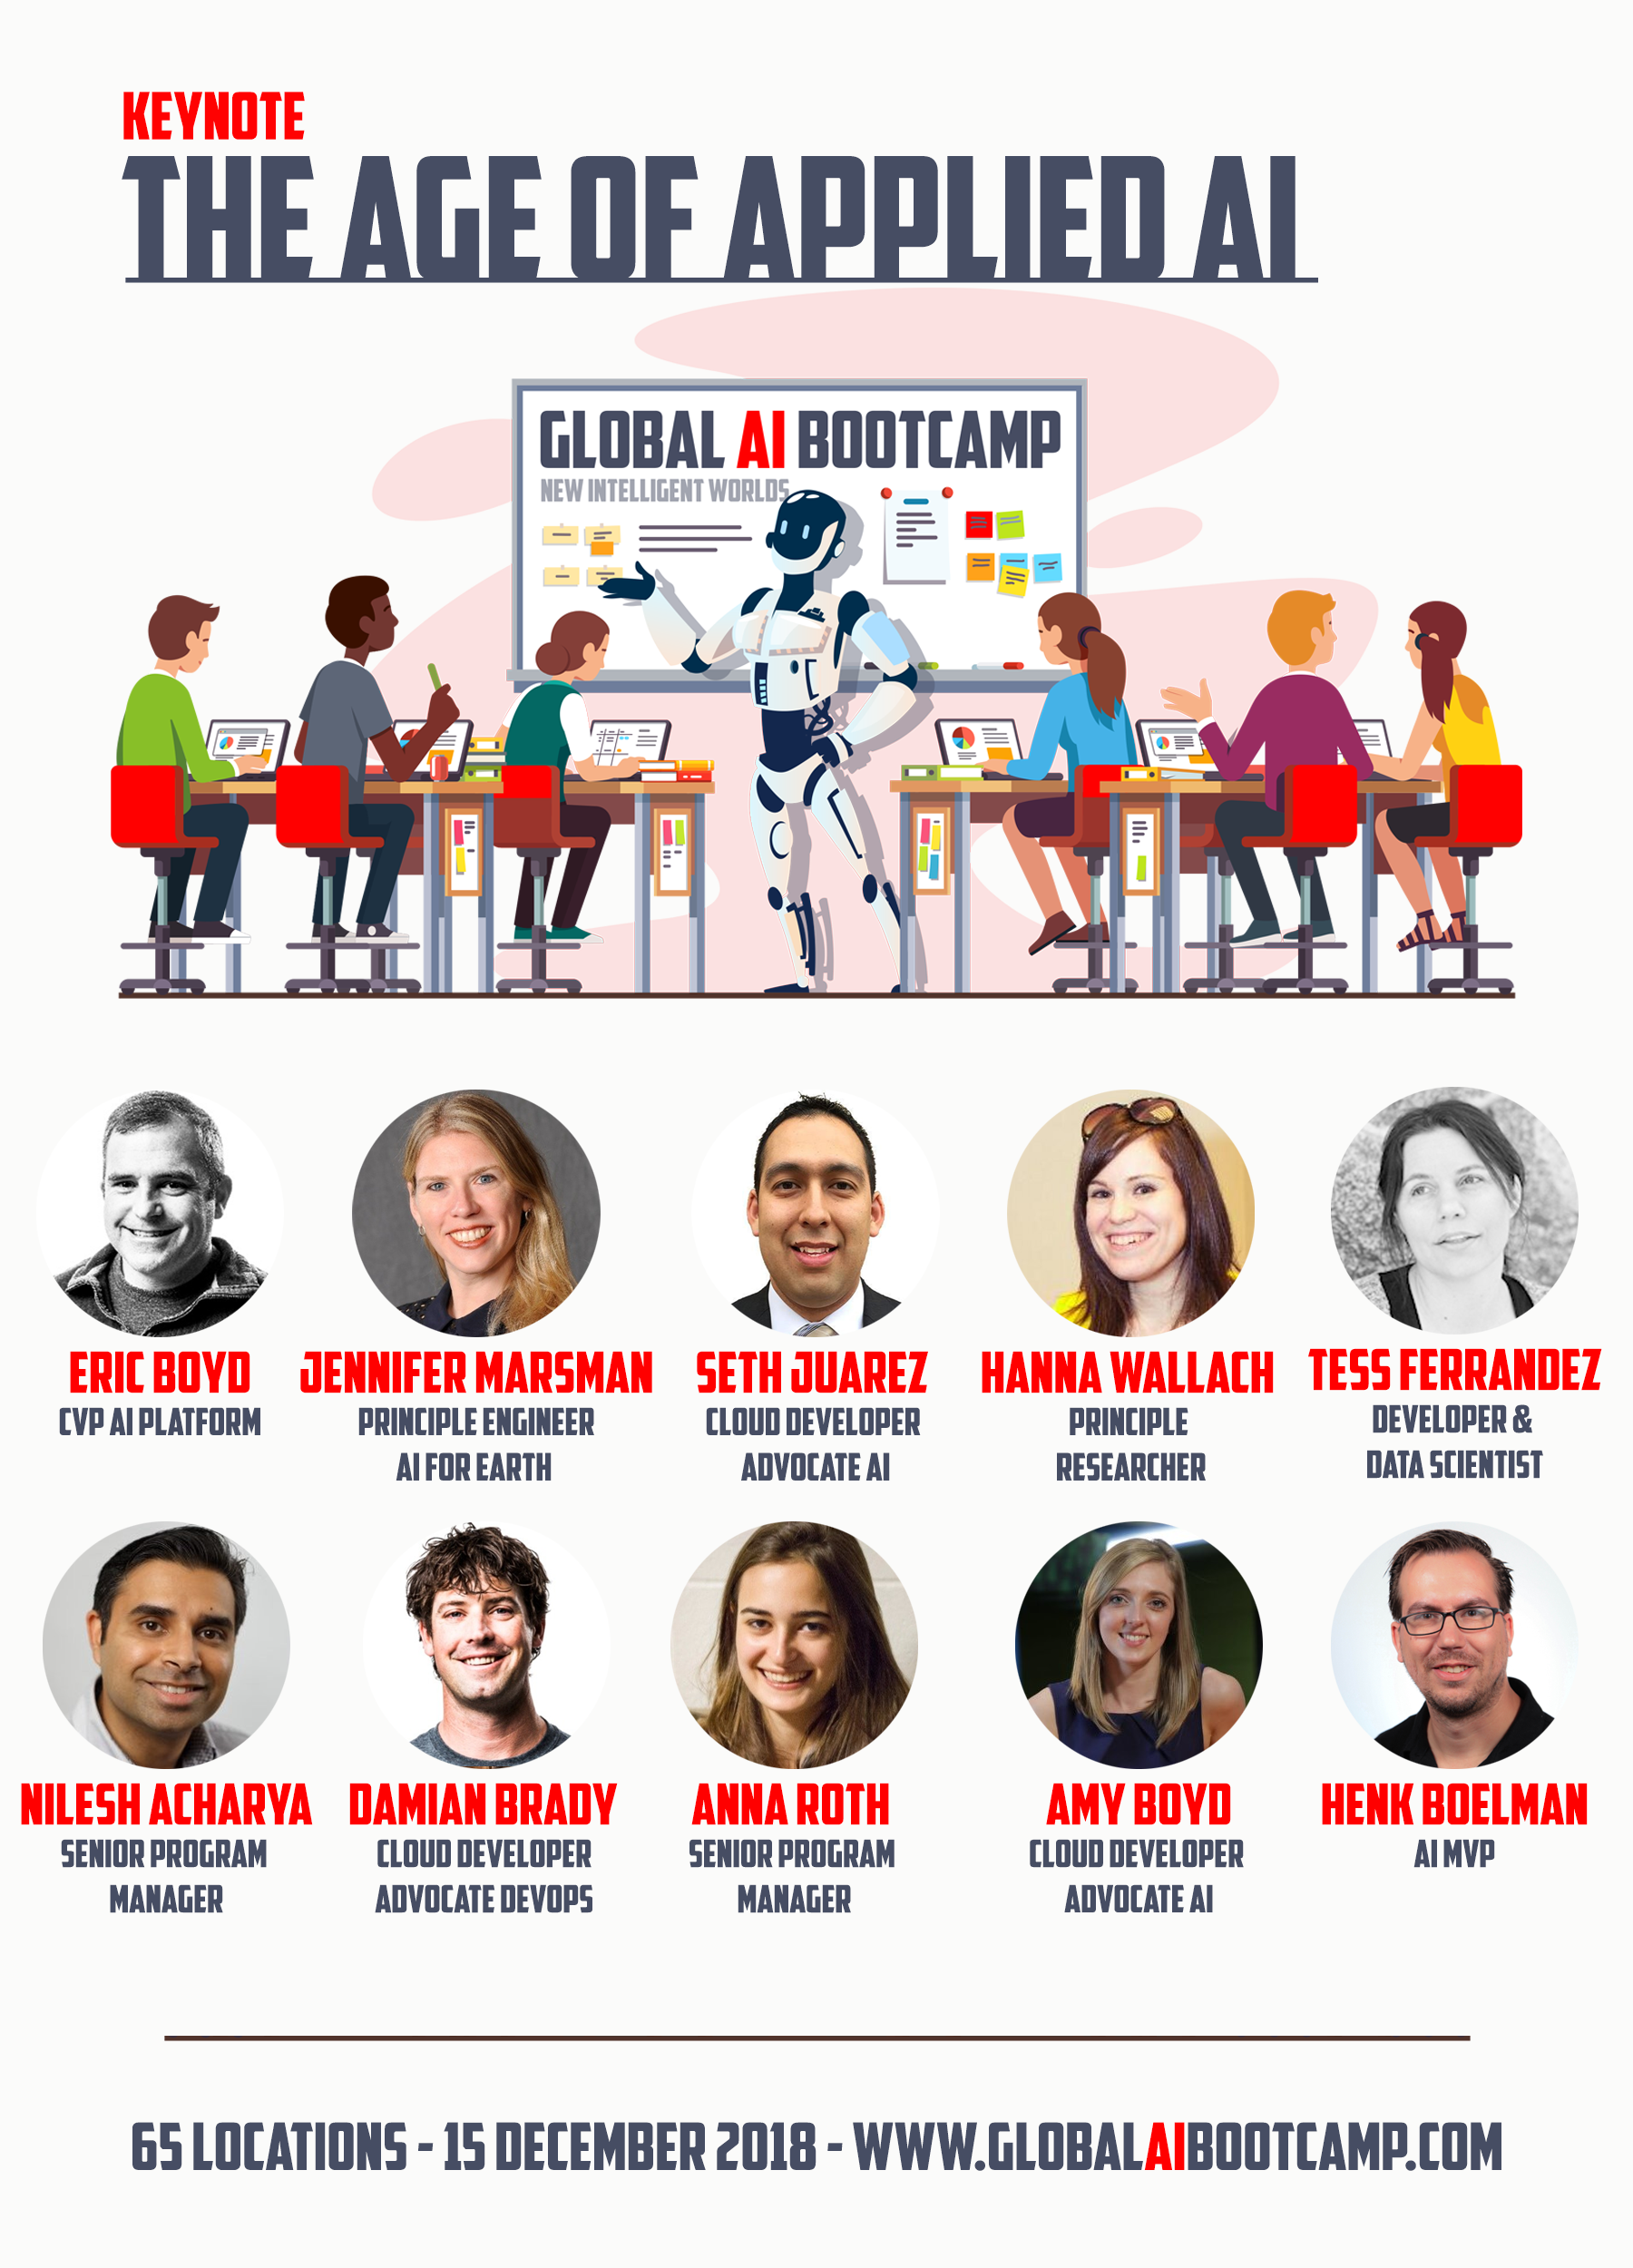 KEYNOTE
THE AGE OF APPLIED AI
GLOBAL AI BOOTCAMP
NEW INTELLIGENT WORLDS
ERIC BOYD
CVP AI PLATFORM
JENNIFER MARSMAN
PRINCIPLE ENGINEER
AI FOR EARTH
SETH JUAREZ
CLOUD DEVELOPER
ADVOCATE AI
HANNA WALLACH
PRINCIPLE
RESEARCHER
TESS FERRANDEZ
DEVELOPER &
DATA SCIENTIST
NILESH ACHARYA
SENIOR PROGRAM
MANAGER
DAMIAN BRADY
CLOUD DEVELOPER
ADVOCATE DEVOPS
ANNA ROTH
SENIOR PROGRAM
MANAGER
AMY BOYD
CLOUD DEVELOPER
ADVOCATE AI
HENK BOELMAN
AI MVP
65 LOCATIONS - 15 DECEMBER 2018 - WWW.GLOBALAIBOOTCAMP.COM